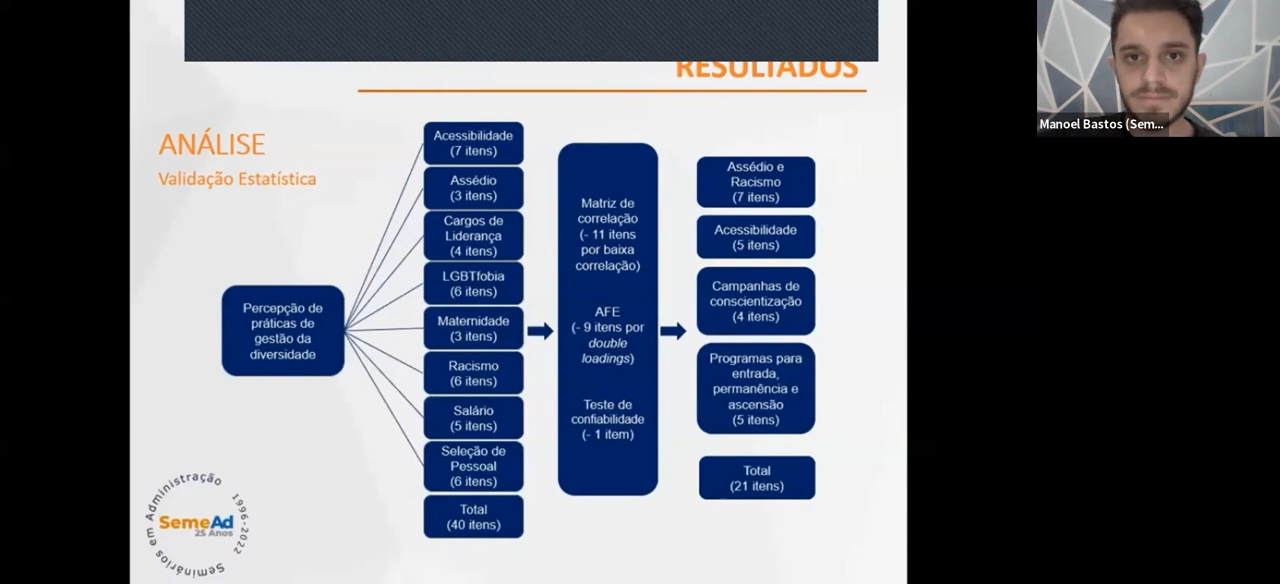 RESULTADOS
Manoel Bastos (Sem...
ANÁLISE
Validação Estatística
Percepção de
práticas de
gestão da
diversidade
Acessibilidade
(7 itens)
Assédio
(3 itens)
Cargos de
Liderança
(4 itens)
LGBTfobia
(6 itens)
Maternidade
(3 itens)
Racismo
(6 itens)
Salário
(5 itens)
Seleção de
Pessoal
(6 itens)
Total
(40 itens)
Matriz de
correlação
(- 11 itens
por baixa
correlação)
AFE
(- 9 itens por
double
loadings)
Teste de
confiabilidade
(- 1 item)
Assédio e
Racismo
(7 itens)
Acessibilidade
(5 itens)
Campanhas de
conscientização
(4 itens)
Programas para
entrada,
permanência e
ascensão
(5 itens)
Total
(21 itens)
Seminários em Administração
1996-2022
SemeAd
25 Anos